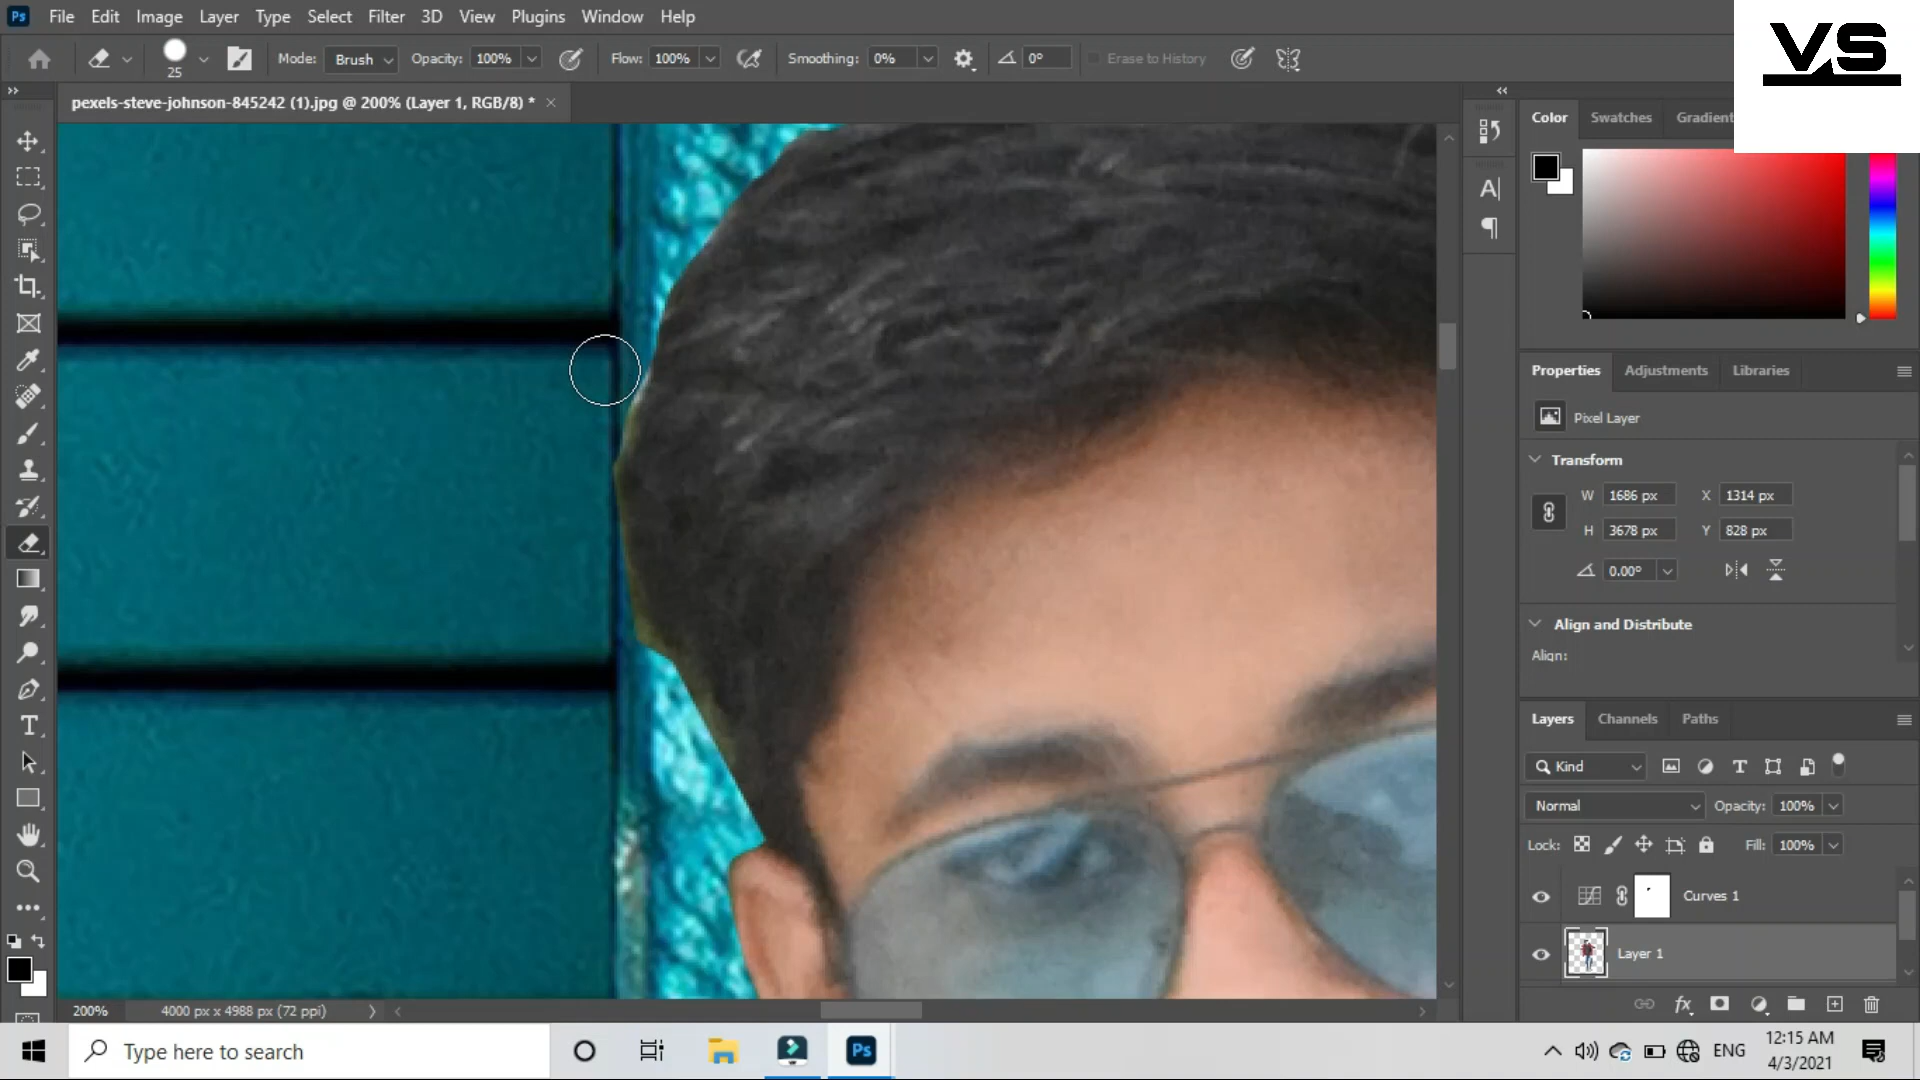 Ps File Edit Image Layer Type Select Filter 3D View Plugins Window Help
VS
25 Mode: Brush Opacity: 100% Flow: 100% Smoothing: 0% 0° Erase to History
pexels-steve-johnson-845242 (1).jpg @ 200% (Layer 1, RGB/8) * ×
Color Swatches Gradient
Properties Adjustments Libraries
Pixel Layer
Transform
W 1686 px X 1314 px
H 3678 px Y 828 px
0.00°
Align and Distribute
Align:
Layers Channels Paths
Kind
Normal Opacity: 100%
Lock: Fill: 100%
Curves 1
Layer 1
200% 4000 px x 4988 px (72 ppi)
Type here to search
Ps
ENG
12:15 AM
4/3/2021